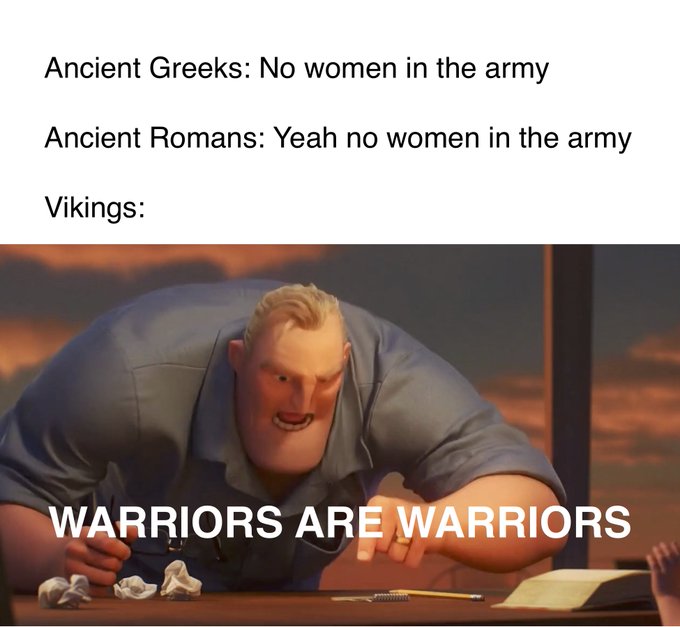 Ancient Greeks: No women in the army
Ancient Romans: Yeah no women in the army
Vikings:
WARRIORS ARE WARRIORS